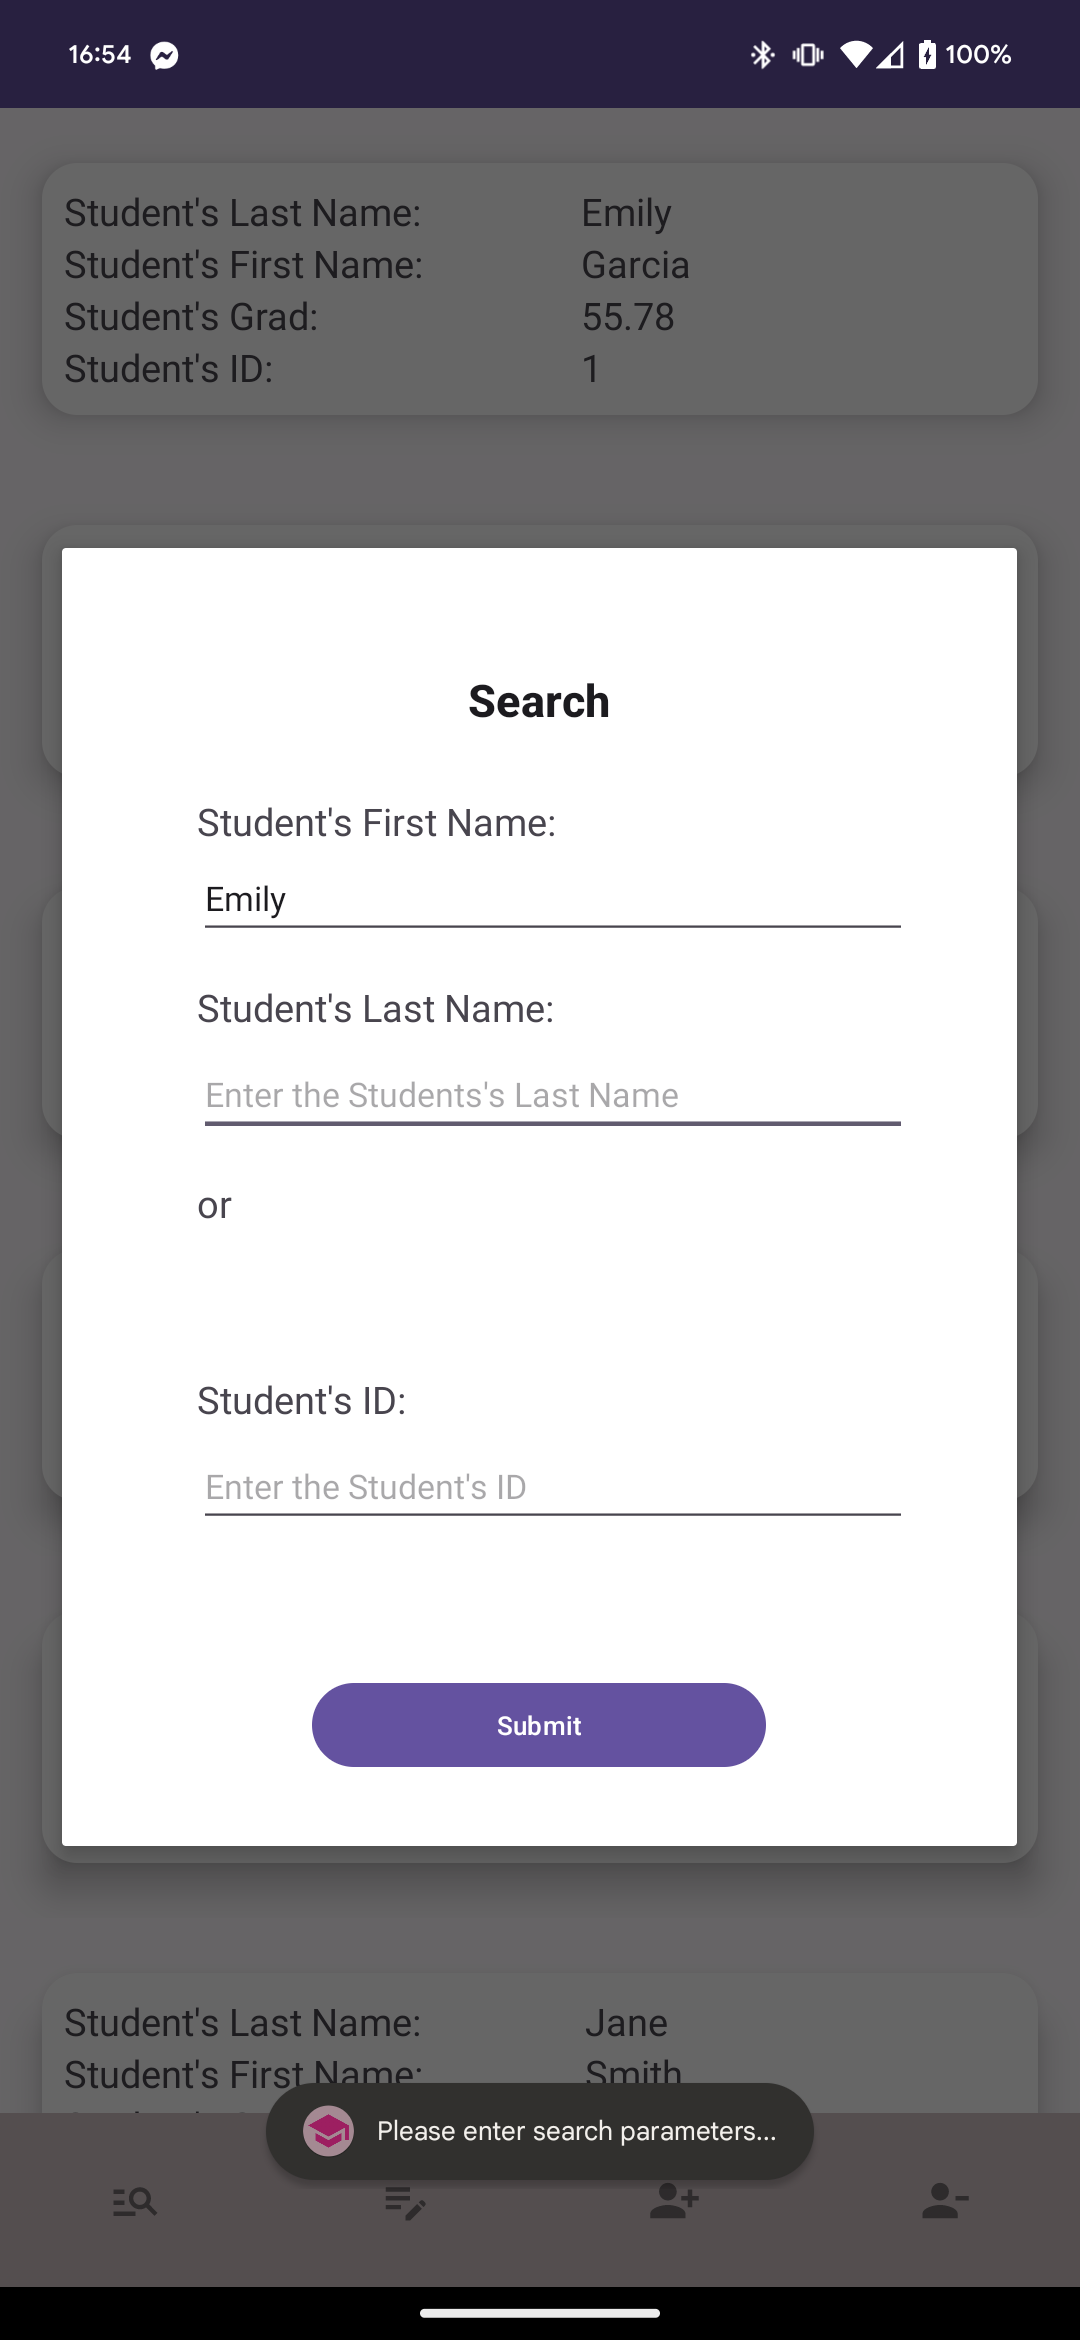 16:54
100%
Student's Last Name: Emily
Student's First Name: Garcia
Student's Grad: 55.78
Student's ID: 1
Search
Student's First Name:
Emily
Student's Last Name:
Enter the Students's Last Name
or
Student's ID:
Enter the Student's ID
Submit
Student's Last Name: Jane
Student's First Name: Smith
Please enter search parameters...